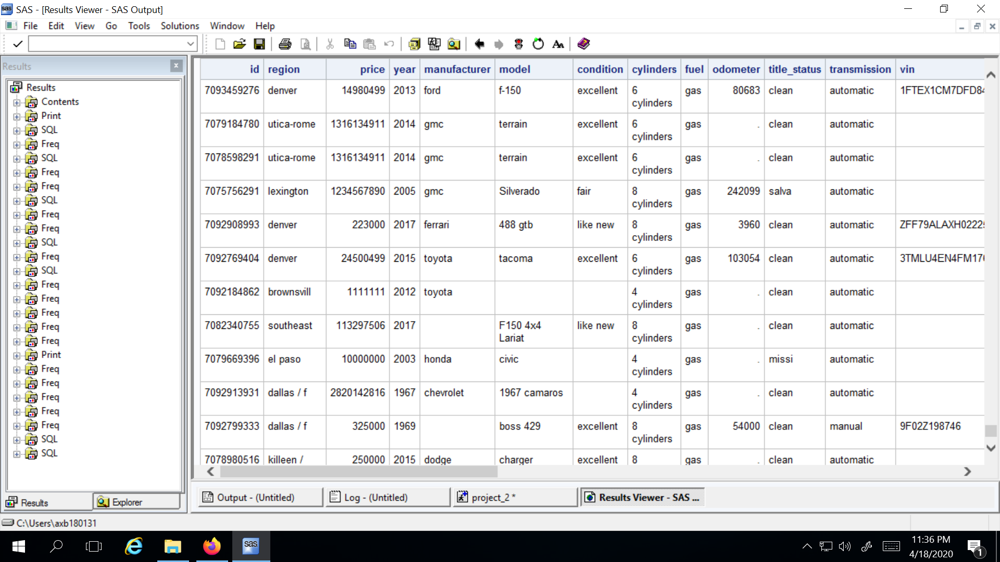 SAS - [Results Viewer - SAS Output]
File Edit View Go Tools Solutions Window Help
Results
Results
Contents
Print
SQL
Freq
SQL
Freq
Freq
SQL
Freq
Freq
SQL
Freq
SQL
Freq
Freq
Freq
Freq
Freq
Print
Freq
Freq
Freq
Freq
Freq
SQL
SQL
Results Explorer
id region price year manufacturer model condition cylinders fuel odometer title_status transmission vin
7093459276 denver 14980499 2013 ford f-150 excellent 6 cylinders gas 80683 clean automatic 1FTEX1CM7DFD84
7079184780 utica-rome 1316134911 2014 gmc terrain excellent 6 cylinders gas . clean automatic
7078598291 utica-rome 1316134911 2014 gmc terrain excellent 6 cylinders gas . clean automatic
7075756291 lexington 1234567890 2005 gmc Silverado fair 8 cylinders gas 242099 salva automatic
7092908993 denver 223000 2017 ferrari 488 gtb like new 8 cylinders gas 3960 clean automatic ZFF79ALAXH0222
7092769404 denver 24500499 2015 toyota tacoma excellent 6 cylinders gas 103054 clean automatic 3TMLU4EN4FM17
7092184862 brownsvill 1111111 2012 toyota 4 cylinders gas . clean automatic
7082340755 southeast 113297506 2017 F150 4x4 Lariat like new 8 cylinders gas . clean automatic
7079669396 el paso 10000000 2003 honda civic 4 cylinders gas . missi automatic
7092913931 dallas / f 2820142816 1967 chevrolet 1967 camaros 4 cylinders gas . clean automatic
7092799333 dallas / f 325000 1969 boss 429 excellent 8 cylinders gas 54000 clean manual 9F02Z198746
7078980516 killeen / 250000 2015 dodge charger excellent 8 gas . clean automatic
Output - (Untitled) Log - (Untitled) project_2 * Results Viewer - SAS ...
C:\Users\axb180131
sas
11:36 PM
4/18/2020
1